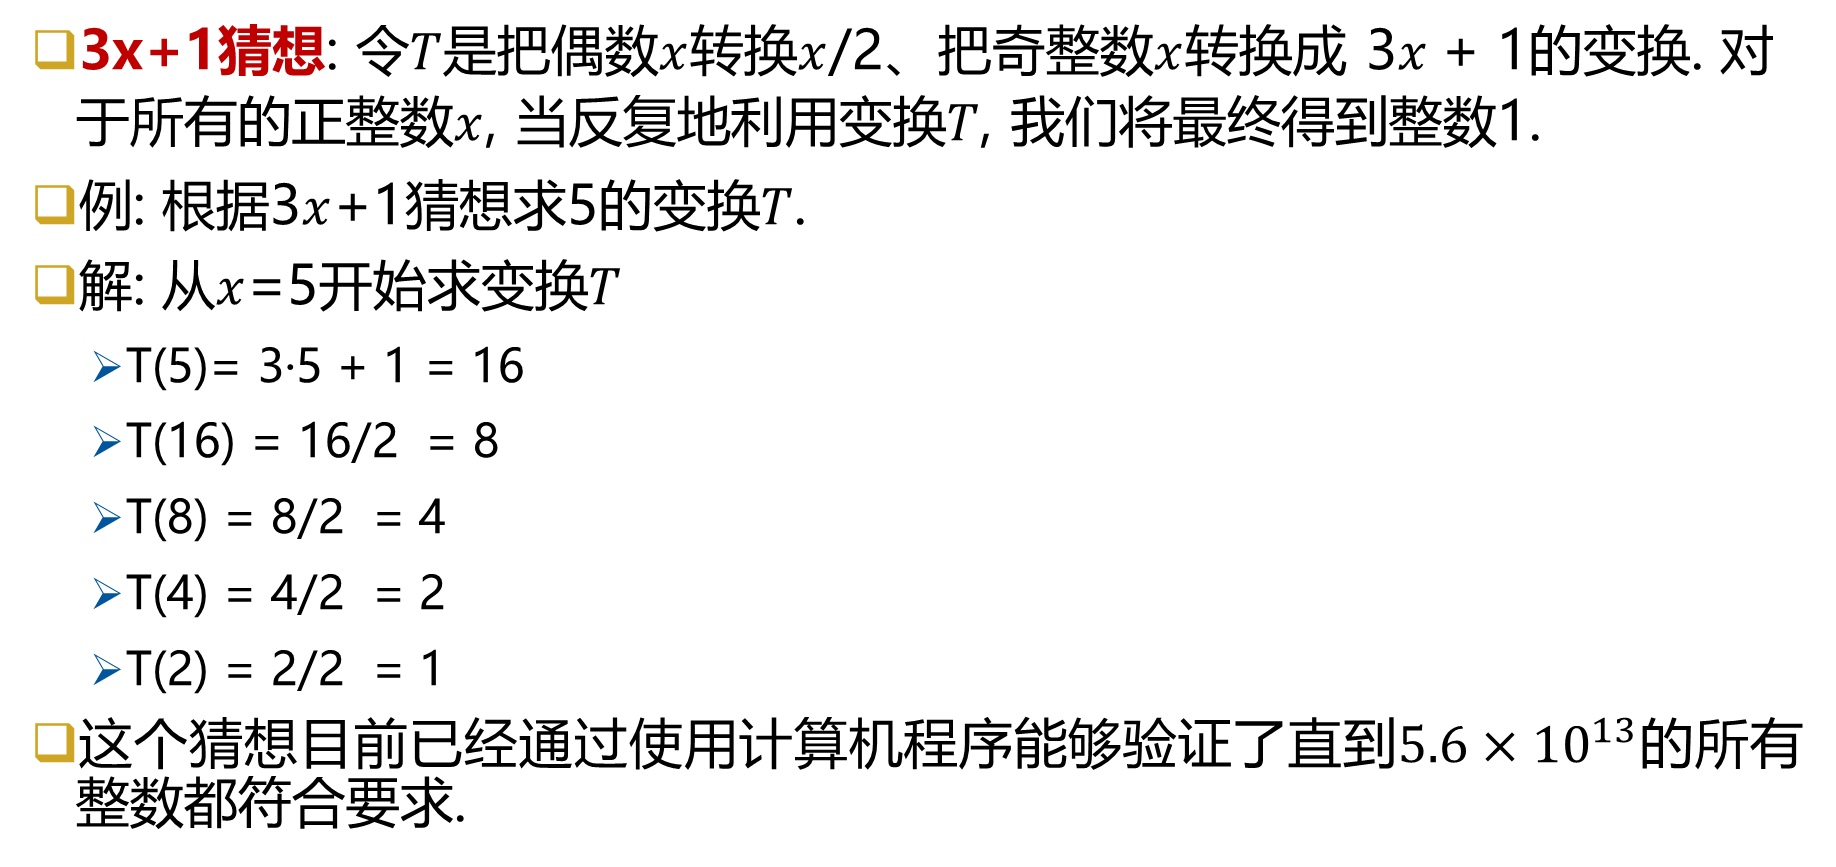 3x+1猜想: 令T是把偶数x转换x/2、把奇整数x转换成 3x + 1的变换. 对
于所有的正整数x, 当反复地利用变换T, 我们将最终得到整数1.
例: 根据3x+1猜想求5的变换T.
解: 从x=5开始求变换T
T(5)= 3·5 + 1 = 16
T(16) = 16/2 = 8
T(8) = 8/2 = 4
T(4) = 4/2 = 2
T(2) = 2/2 = 1
这个猜想目前已经通过使用计算机程序能够验证了直到5.6 × 10¹³的所有
整数都符合要求.